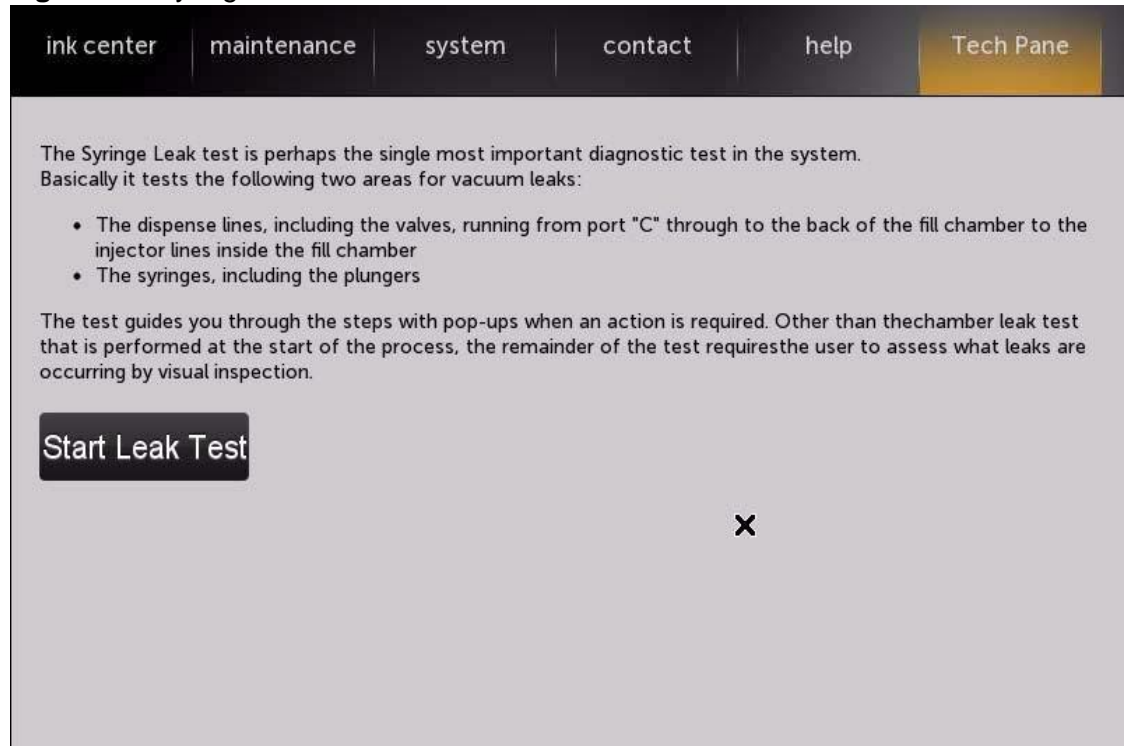 ink center maintenance system contact help Tech Pane
The Syringe Leak test is perhaps the single most important diagnostic test in the system.
Basically it tests the following two areas for vacuum leaks:
• The dispense lines, including the valves, running from port "C" through to the back of the fill chamber to the
injector lines inside the fill chamber
• The syringes, including the plungers
The test guides you through the steps with pop-ups when an action is required. Other than thechamber leak test
that is performed at the start of the process, the remainder of the test requiresthe user to assess what leaks are
occurring by visual inspection.
Start Leak Test